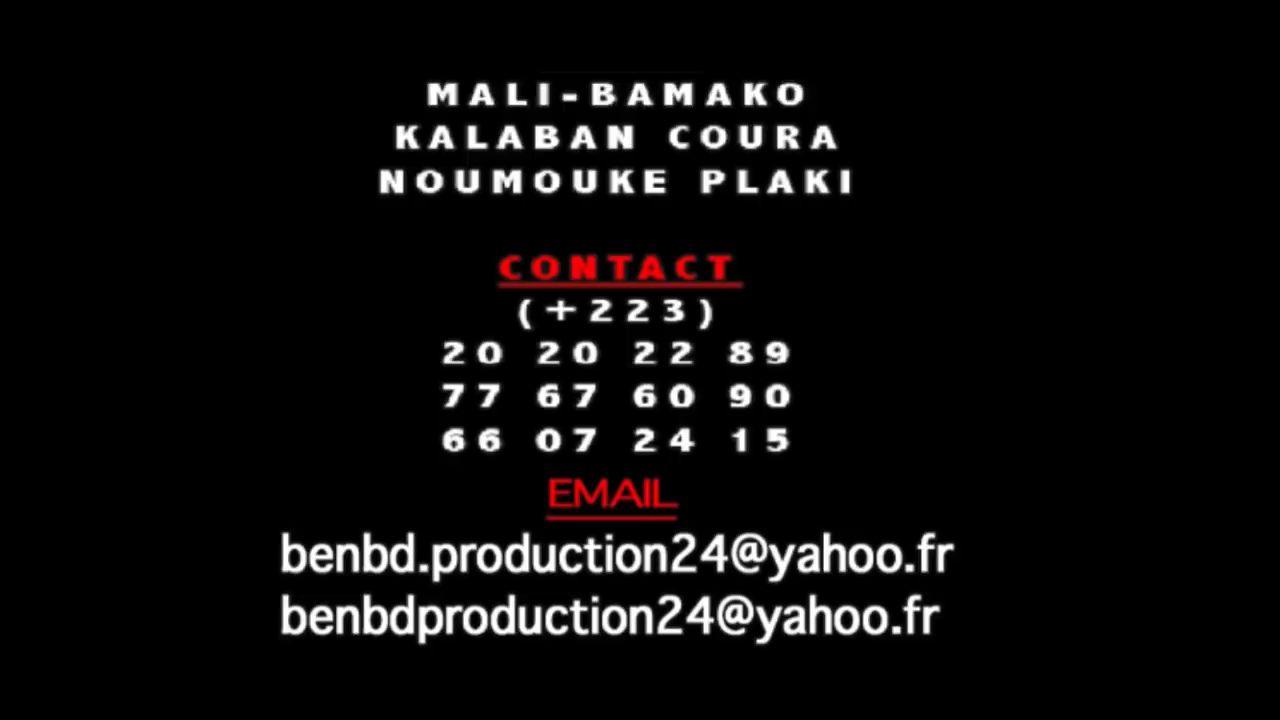 MALI-BAMAKO
KALABAN COURA
NOUMOUKE PLAKI
CONTACT
(+223)
20 20 22 89
77 67 60 90
66 07 24 15
EMAIL
benbd.production24@yahoo.fr
benbdproduction24@yahoo.fr